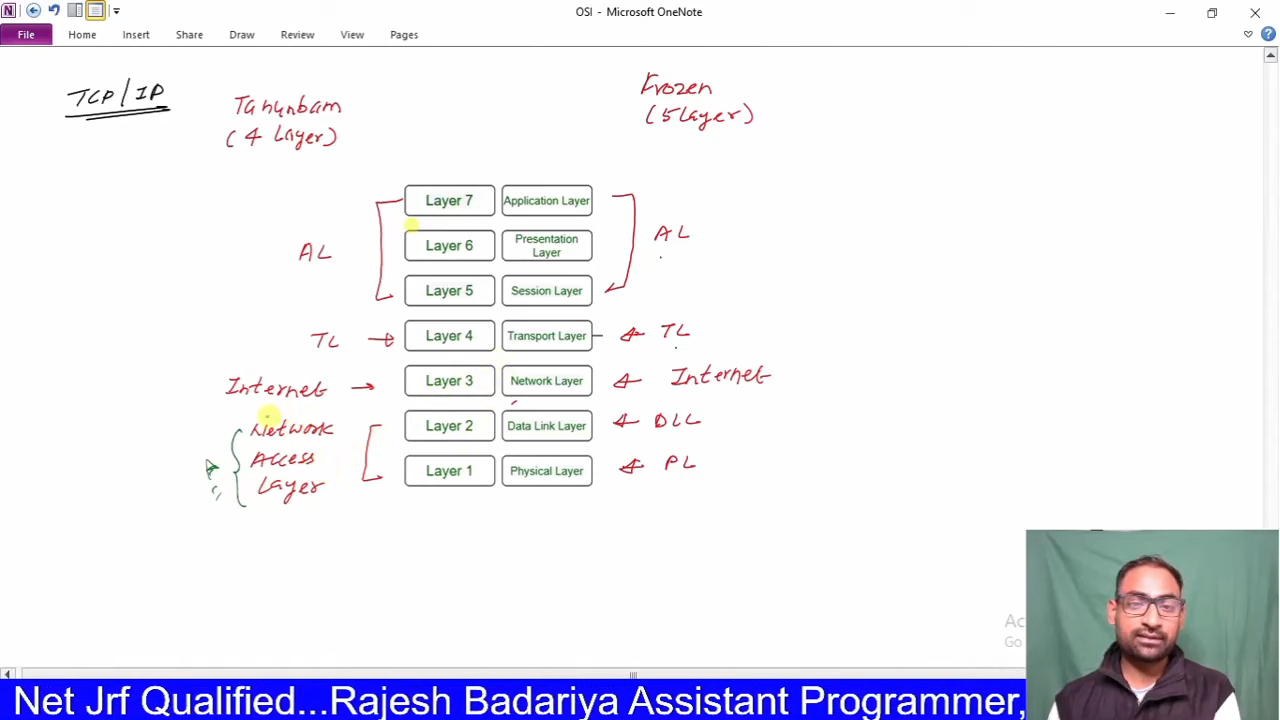 OSI - Microsoft OneNote
File Home Insert Share Draw Review View Pages
TCP/IP
Tanunbam
(4 Layer)
Frozen
(5 Layer)
Layer 7 Application Layer
AL
AL
Layer 6 Presentation Layer
Layer 5 Session Layer
TL Layer 4 Transport Layer TL
Internet Layer 3 Network Layer Internet
Network Layer 2 Data Link Layer DLL
Access
Layer
Layer 1 Physical Layer PL
Go
Net Jrf Qualified...Rajesh Badariya Assistant Programmer,